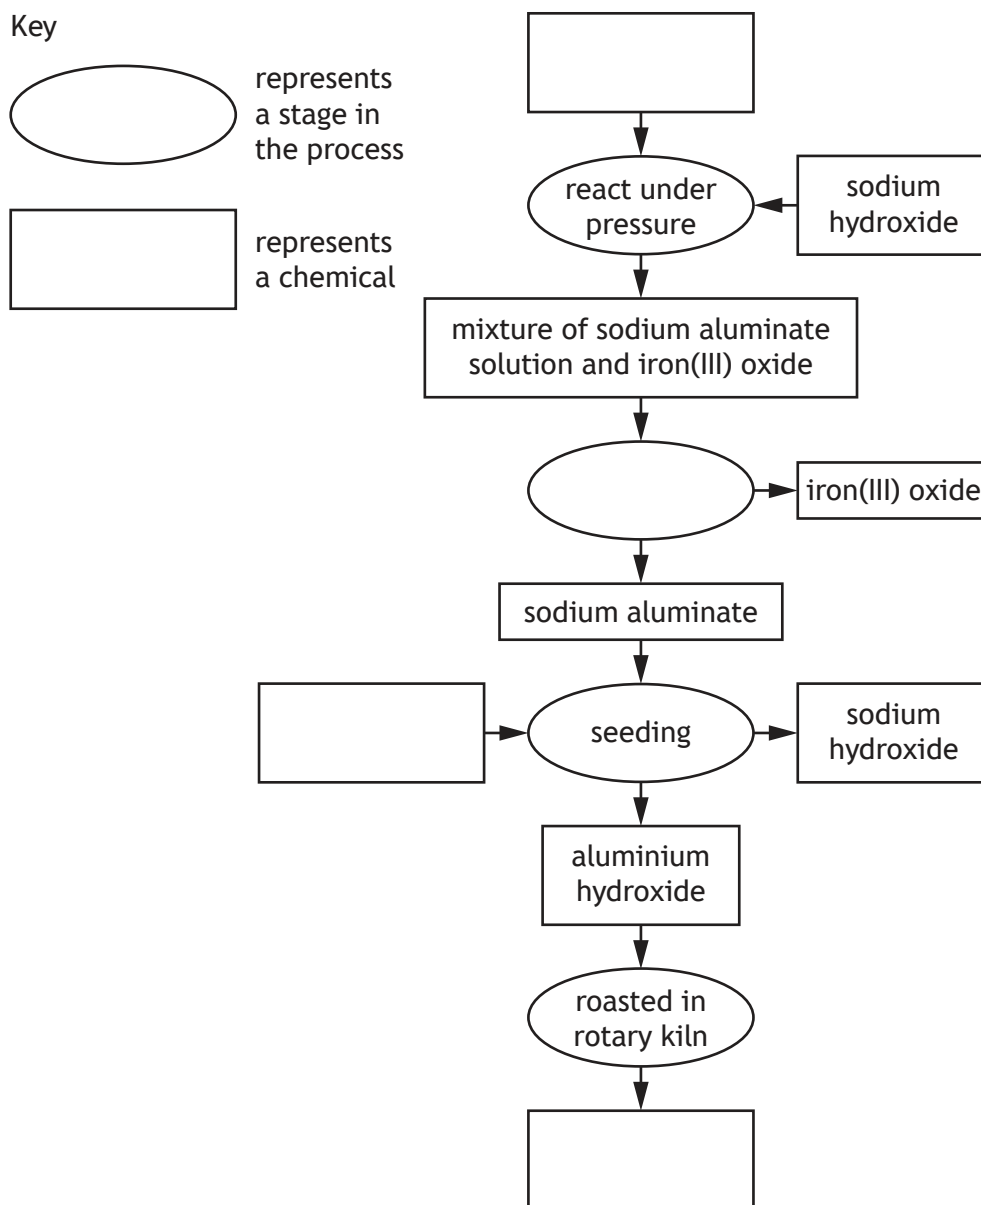 Key
represents
a stage in
the process
represents
a chemical
react under
pressure
sodium
hydroxide
mixture of sodium aluminate
solution and iron(III) oxide
iron(III) oxide
sodium aluminate
seeding
sodium
hydroxide
aluminium
hydroxide
roasted in
rotary kiln